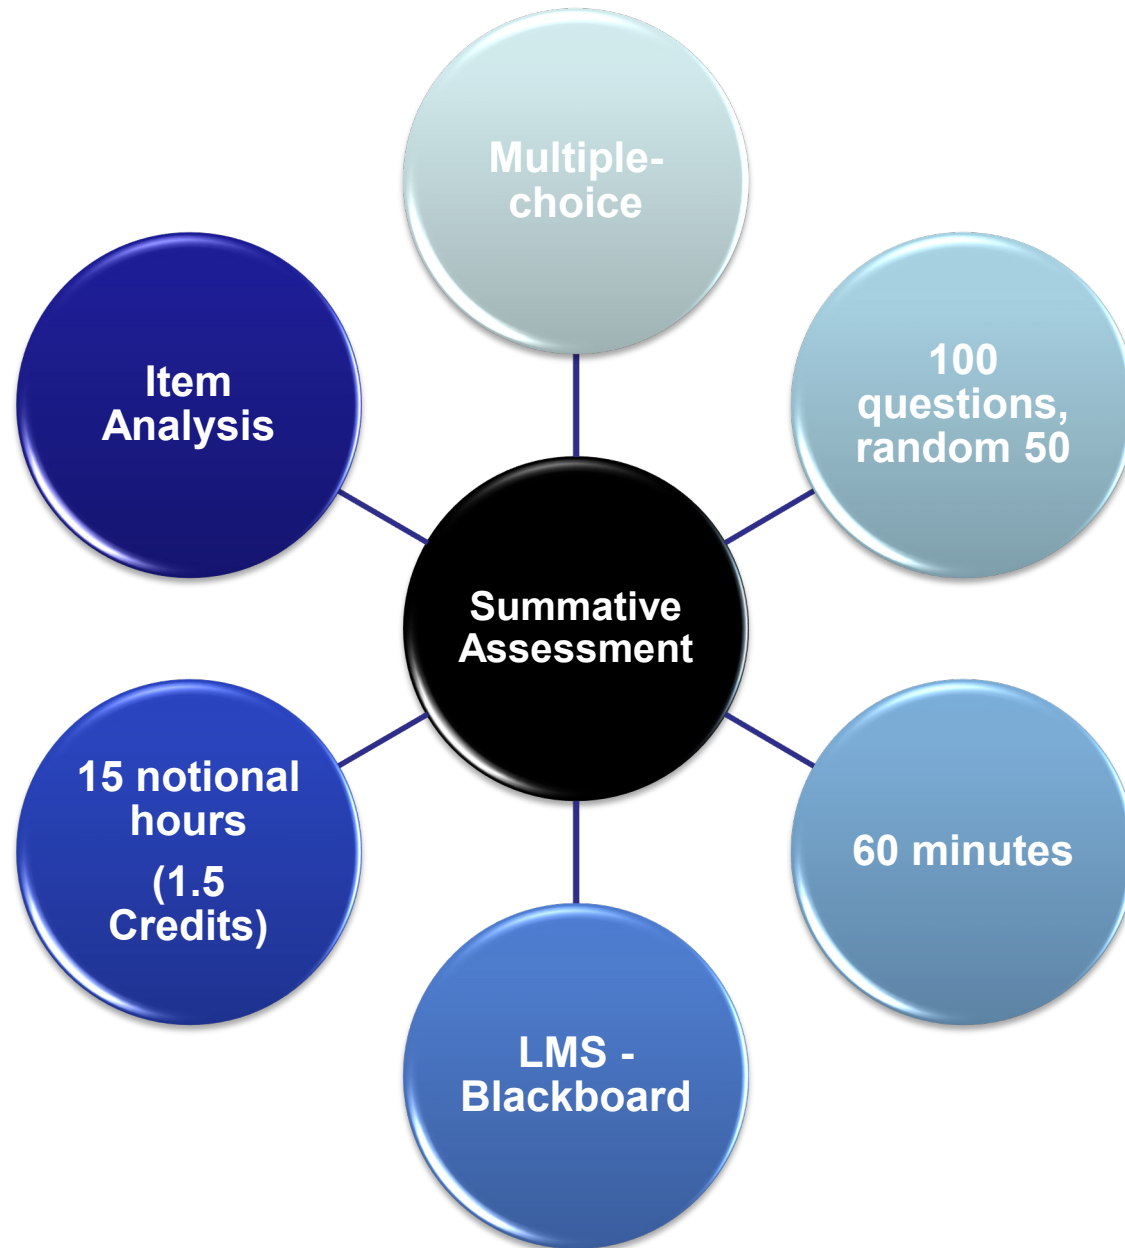 Multiple-
choice
100
questions,
random 50
60 minutes
LMS -
Blackboard
15 notional
hours
(1.5
Credits)
Item
Analysis
Summative
Assessment